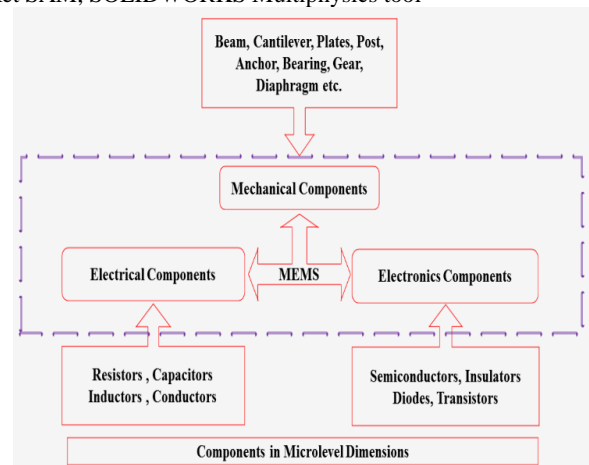 SAM, SOLIDWORKS Multiphysics tool
Beam, Cantilever, Plates, Post,
Anchor, Bearing, Gear,
Diaphragm etc.
Mechanical Components
Electrical Components
MEMS
Electronics Components
Resistors , Capacitors
Inductors , Conductors
Semiconductors, Insulators
Diodes, Transistors
Components in Microlevel Dimensions